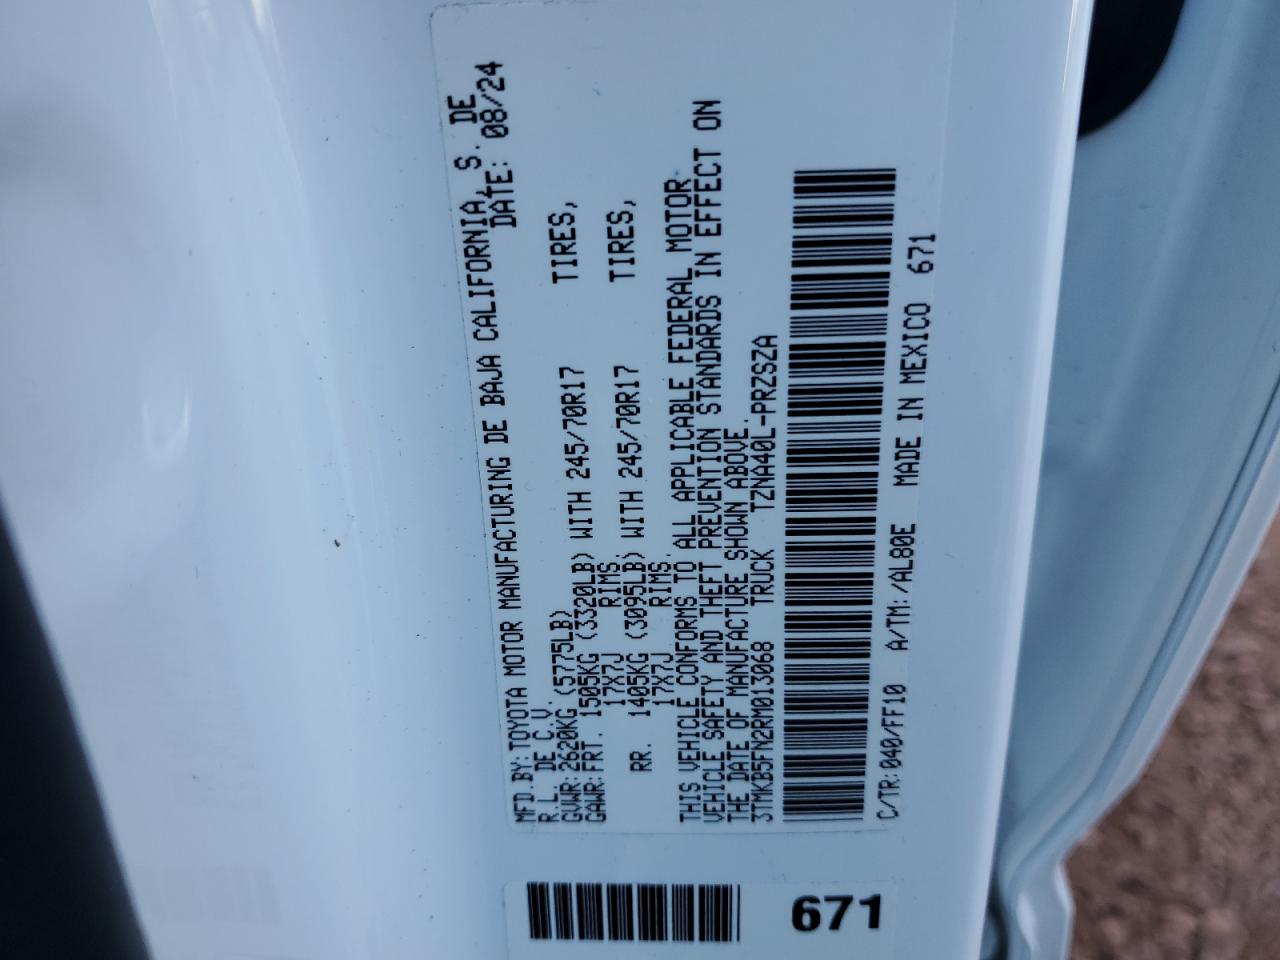 MFD.BY:TOYOTA MOTOR MANUFACTURING DE BAJA CALIFORNIA, S. DE
R.L. DE C.V. DATE: 08/24
GVWR:2620KG (5775LB)
GAWR:FRT. 1505KG (3320LB) WITH 245/70R17 TIRES,
17X7J RIMS.
RR. 1405KG (3095LB) WITH 245/70R17 TIRES,
17X7J RIMS.
THIS VEHICLE CONFORMS TO ALL APPLICABLE FEDERAL MOTOR
VEHICLE SAFETY AND THEFT PREVENTION STANDARDS IN EFFECT ON
THE DATE OF MANUFACTURE SHOWN ABOVE.
3TMKB5FN2RM013068 TRUCK TZNA40L-PRZSZA
C/TR:040/FF10 A/TM:/AL80E MADE IN MEXICO 671
671